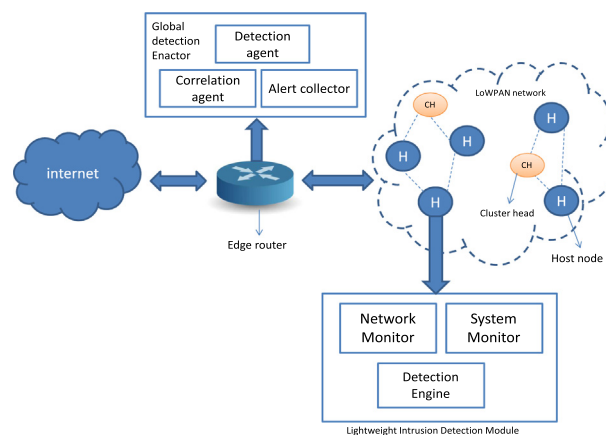 Global
detection
Enactor
Detection
agent
Correlation
agent
Alert collector
LoWPAN network
CH
H
H
H
internet
H
CH
H
Cluster head
Edge router
Host node
Network
Monitor
System
Monitor
Detection
Engine
Lightweight Intrusion Detection Module